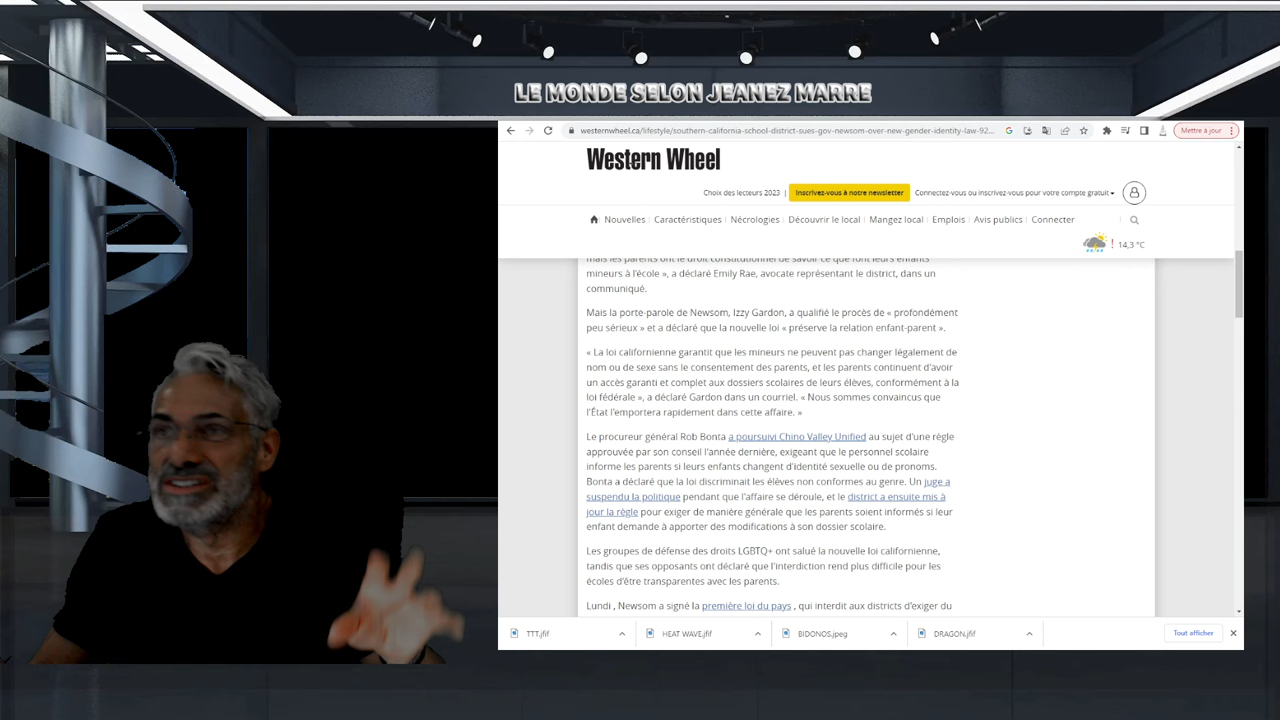 LE MONDE SELON JEANEZ MARRE
westernwheel.ca/lifestyle/southern-california-school-district-sues-gov-newsom-over-new-gender-identity-law-92...
Mettre à jour
Western Wheel
Choix des lecteurs 2023 | Inscrivez-vous à notre newsletter Connectez-vous ou inscrivez-vous pour votre compte gratuit
Nouvelles Caractéristiques Nécrologies Découvrir le local Mangez local Emplois Avis publics Connecter
14,3 °C
mais les parents ont le droit constitutionnel de savoir ce que font leurs enfants
mineurs à l'école », a déclaré Emily Rae, avocate représentant le district, dans un
communiqué.
Mais la porte-parole de Newsom, Izzy Gardon, a qualifié le procès de « profondément
peu sérieux » et a déclaré que la nouvelle loi « préserve la relation enfant-parent ».
« La loi californienne garantit que les mineurs ne peuvent pas changer légalement de
nom ou de sexe sans le consentement des parents, et les parents continuent d'avoir
un accès garanti et complet aux dossiers scolaires de leurs élèves, conformément à la
loi fédérale », a déclaré Gardon dans un courriel. « Nous sommes convaincus que
l'État l'emportera rapidement dans cette affaire. »
Le procureur général Rob Bonta a poursuivi Chino Valley Unified au sujet d'une règle
approuvée par son conseil l'année dernière, exigeant que le personnel scolaire
informe les parents si leurs enfants changent d'identité sexuelle ou de pronoms.
Bonta a déclaré que la loi discriminait les élèves non conformes au genre. Un juge a
suspendu la politique pendant que l'affaire se déroule, et le district a ensuite mis à
jour la règle pour exiger de manière générale que les parents soient informés si leur
enfant demande à apporter des modifications à son dossier scolaire.
Les groupes de défense des droits LGBTQ+ ont salué la nouvelle loi californienne,
tandis que ses opposants ont déclaré que l'interdiction rend plus difficile pour les
écoles d'être transparentes avec les parents.
Lundi , Newsom a signé la première loi du pays , qui interdit aux districts d'exiger du
TTT.jfif HEAT WAVE.jfif BIDONOS.jpeg DRAGON.jfif Tout afficher